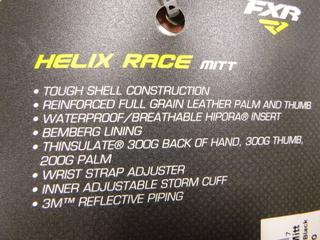 FXR
HELIX RACE MITT
• TOUGH SHELL CONSTRUCTION
• REINFORCED FULL GRAIN LEATHER PALM AND THUMB
• WATERPROOF/BREATHABLE HIPORA® INSERT
• BEMBERG LINING
• THINSULATE® 300G BACK OF HAND, 300G THUMB,
200G PALM
• WRIST STRAP ADJUSTER
• INNER ADJUSTABLE STORM CUFF
• 3M™ REFLECTIVE PIPING
Mitt
Black